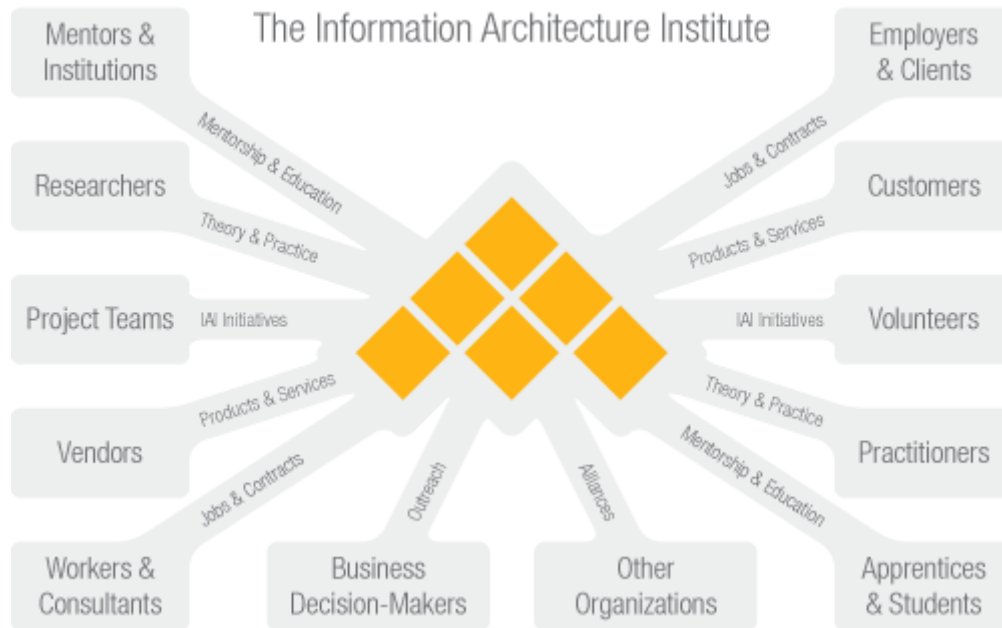 The Information Architecture Institute
Mentors &
Institutions
Mentorship & Education
Researchers
Theory & Practice
Project Teams
IAI Initiatives
Vendors
Products & Services
Workers &
Consultants
Jobs & Contracts
Business
Decision-Makers
Outreach
Other
Organizations
Alliances
Employers
& Clients
Jobs & Contracts
Customers
Products & Services
Volunteers
IAI Initiatives
Practitioners
Theory & Practice
Apprentices
& Students
Mentorship & Education